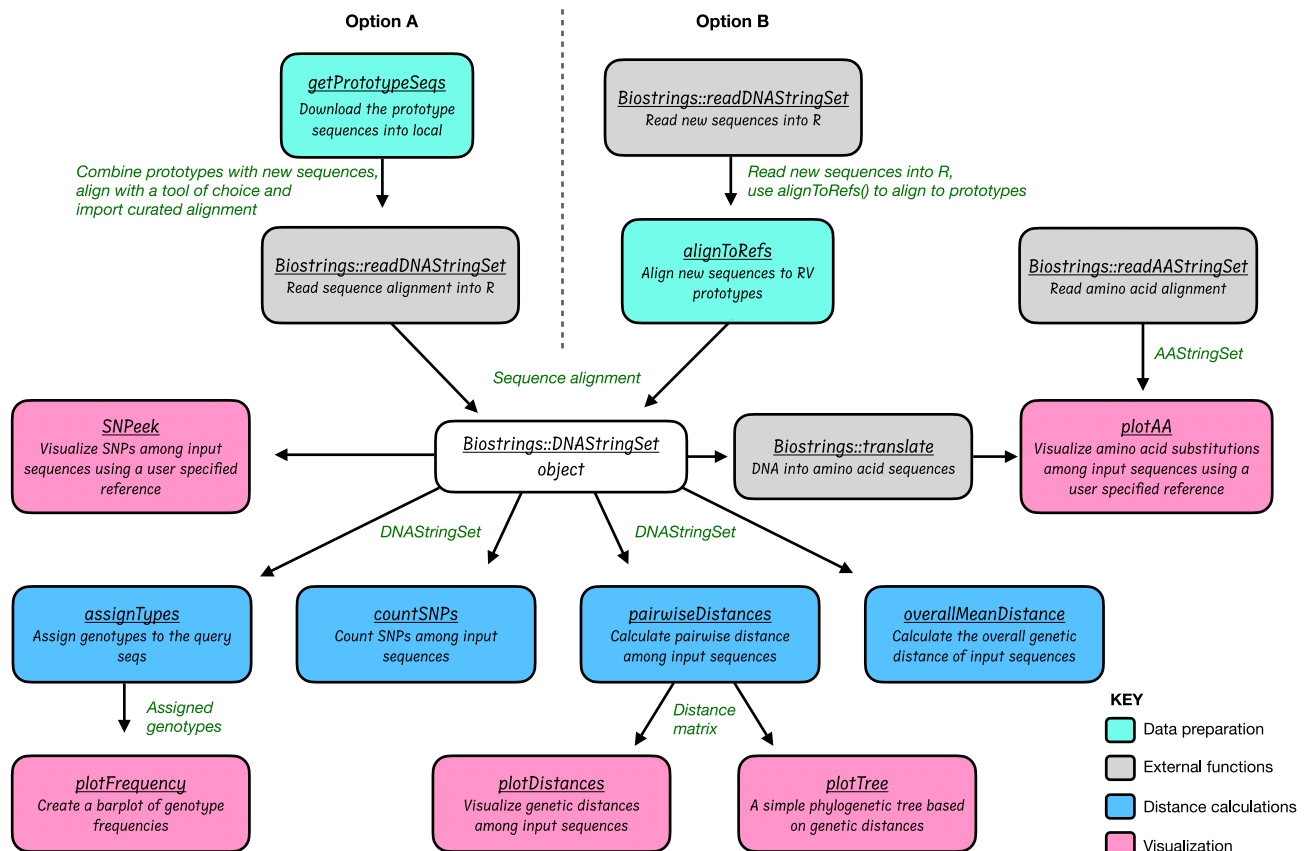 Option A
Option B
getPrototypeSeqs
Download the prototype
sequences into local
Biostrings::readDNAStringSet
Read new sequences into R
Combine prototypes with new sequences,
align with a tool of choice and
import curated alignment
Read new sequences into R,
use alignToRefs() to align to prototypes
Biostrings::readDNAStringSet
Read sequence alignment into R
alignToRefs
Align new sequences to RV
prototypes
Biostrings::readAAStringSet
Read amino acid alignment
Sequence alignment
AAStringSet
SNPeek
Visualize SNPs among input
sequences using a user specified
reference
Biostrings::DNAStringSet
object
Biostrings::translate
DNA into amino acid sequences
plotAA
Visualize amino acid substitutions
among input sequences using a
user specified reference
DNAStringSet
DNAStringSet
assignTypes
Assign genotypes to the query
seqs
countSNPs
Count SNPs among input
sequences
pairwiseDistances
Calculate pairwise distance
among input sequences
overallMeanDistance
Calculate the overall genetic
distance of input sequences
Assigned
genotypes
Distance
matrix
plotFrequency
Create a barplot of genotype
frequencies
plotDistances
Visualize genetic distances
among input sequences
plotTree
A simple phylogenetic tree based
on genetic distances
KEY
Data preparation
External functions
Distance calculations
Visualization